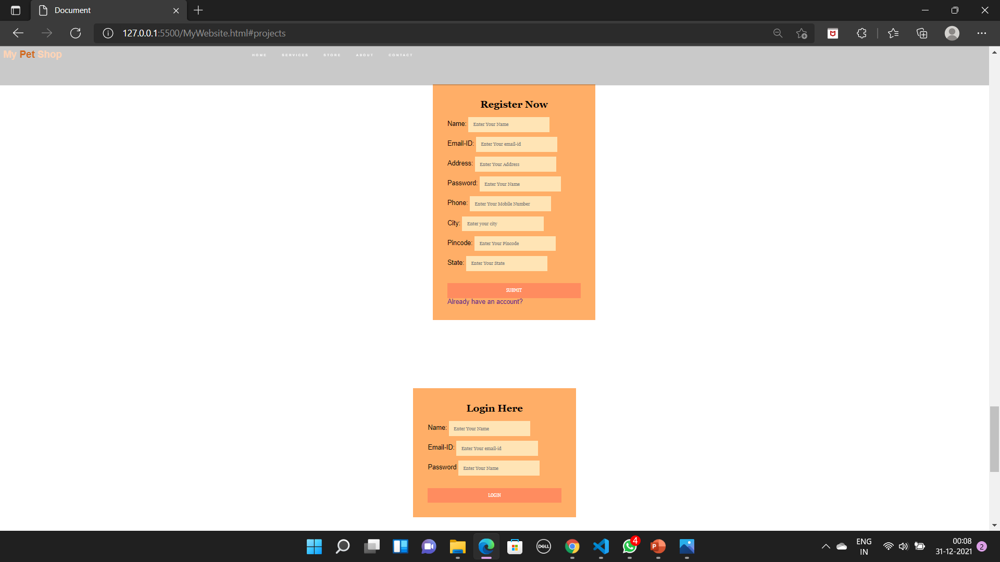 Document
127.0.0.1:5500/MyWebsite.html#projects
My Pet Shop
HOME SERVICES STORE ABOUT CONTACT
Register Now
Name: Enter Your Name
Email-ID: Enter Your email-id
Address: Enter Your Address
Password: Enter Your Name
Phone: Enter Your Mobile Number
City: Enter your city
Pincode: Enter Your Pincode
State: Enter Your State
SUBMIT
Already have an account?
Login Here
Name: Enter Your Name
Email-ID: Enter Your email-id
Password Enter Your Name
LOGIN
DELL
4
P
ENG
IN
00:08
31-12-2021
2